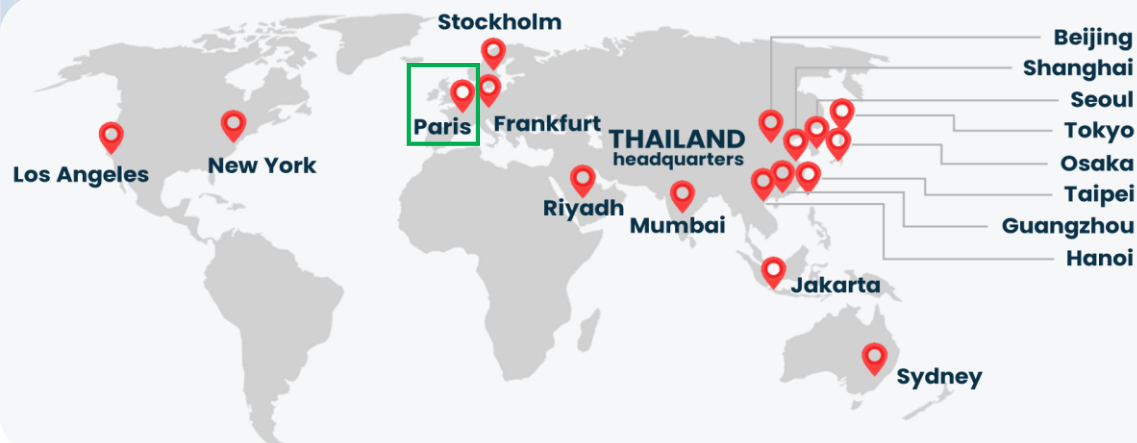 Stockholm
Beijing
Shanghai
Seoul
Paris
Frankfurt
THAILAND
headquarters
Tokyo
Osaka
Los Angeles
New York
Riyadh
Mumbai
Taipei
Guangzhou
Hanoi
Jakarta
Sydney